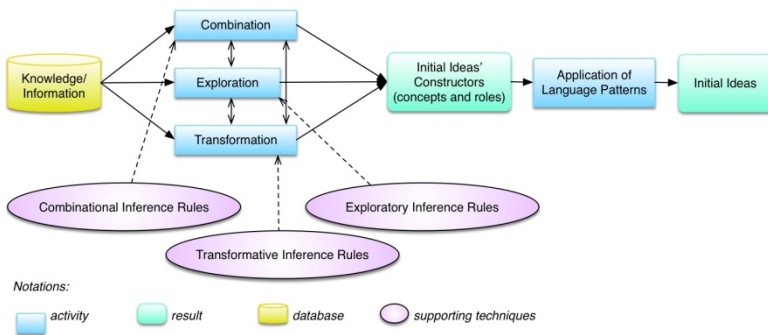 Combination
Knowledge/
Information
Exploration
Initial Ideas'
Constructors
(concepts and roles)
Application of
Language Patterns
Initial Ideas
Transformation
Combinational Inference Rules
Exploratory Inference Rules
Transformative Inference Rules
Notations:
activity
result
database
supporting techniques